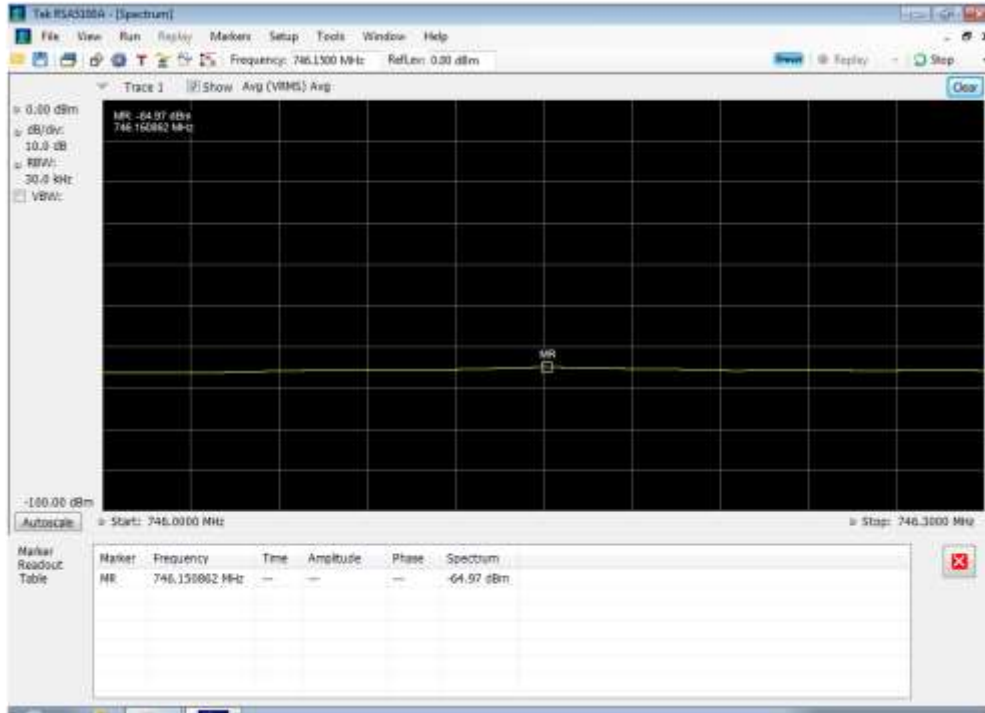 Tek RSA5100A - [Spectrum]
File View Run Replay Markers Setup Tools Window Help
Frequency: 746.1500 MHz RefLev: 0.00 dBm Preset Replay Stop
Trace 1 Show Avg (VRMS) Avg Clear
0.00 dBm
dB/div:
10.0 dB
RBW:
30.0 kHz
VBW:
MR: -64.97 dBm
746.150862 MHz
MR
-100.00 dBm
Autoscale Start: 746.0000 MHz Stop: 746.3000 MHz
Marker Readout Table
Marker Frequency Time Amplitude Phase Spectrum
MR 746.150862 MHz --- --- --- -64.97 dBm